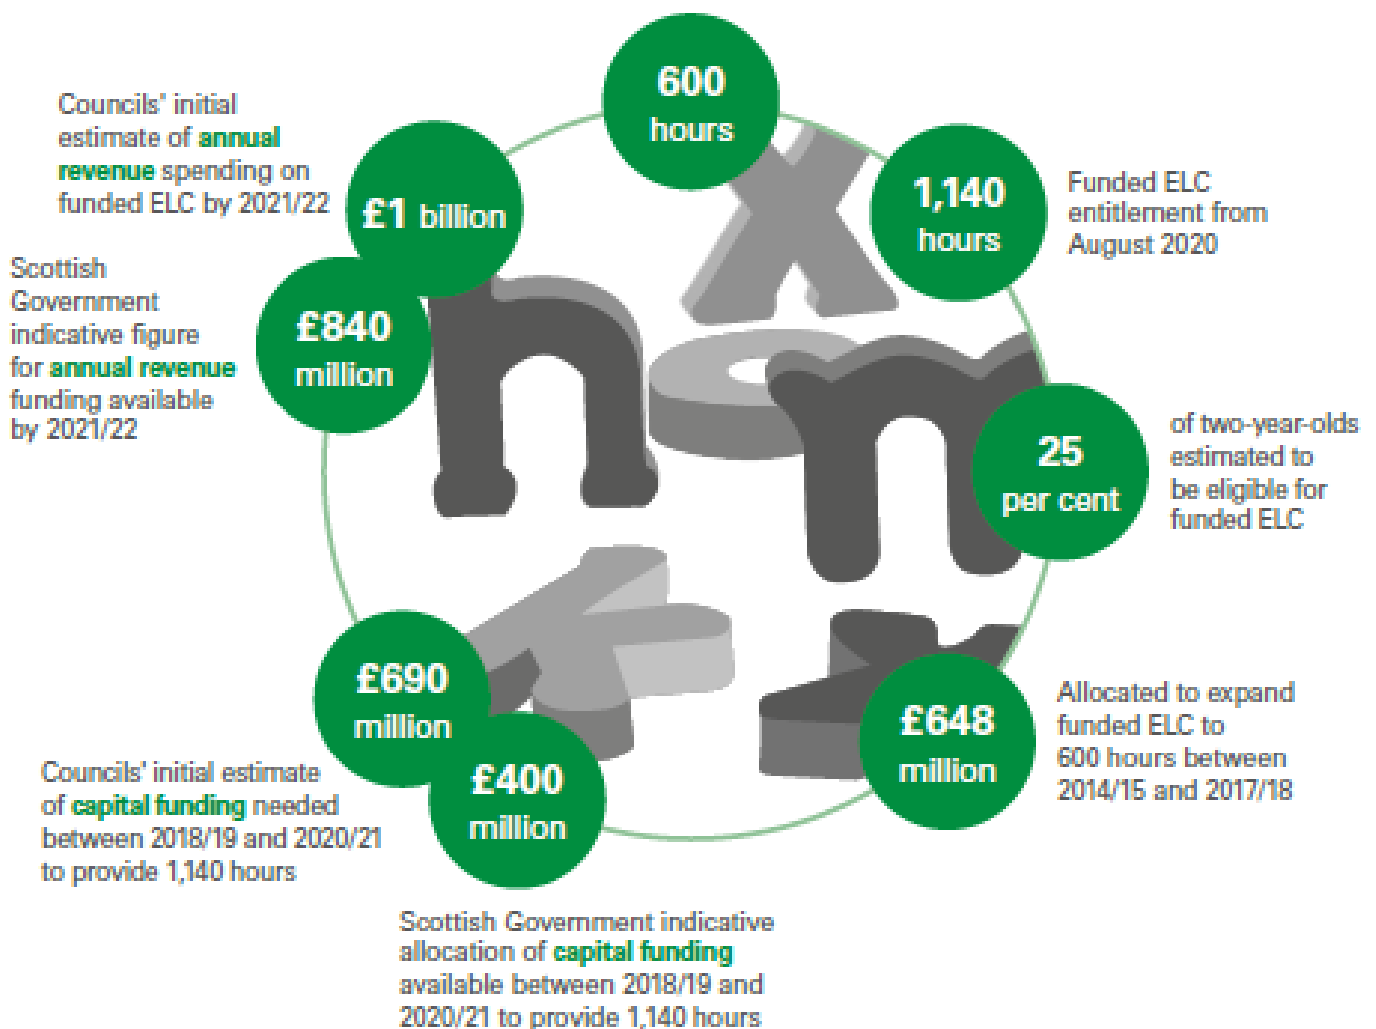 600
hours
1,140
hours
Funded ELC
entitlement from
August 2020
25
per cent
of two-year-olds
estimated to
be eligible for
funded ELC
£648
million
Allocated to expand
funded ELC to
600 hours between
2014/15 and 2017/18
£400
million
Scottish Government indicative
allocation of capital funding
available between 2018/19 and
2020/21 to provide 1,140 hours
£690
million
Councils' initial estimate
of capital funding needed
between 2018/19 and 2020/21
to provide 1,140 hours
£840
million
Scottish
Government
indicative figure
for annual revenue
funding available
by 2021/22
£1 billion
Councils' initial
estimate of annual
revenue spending on
funded ELC by 2021/22